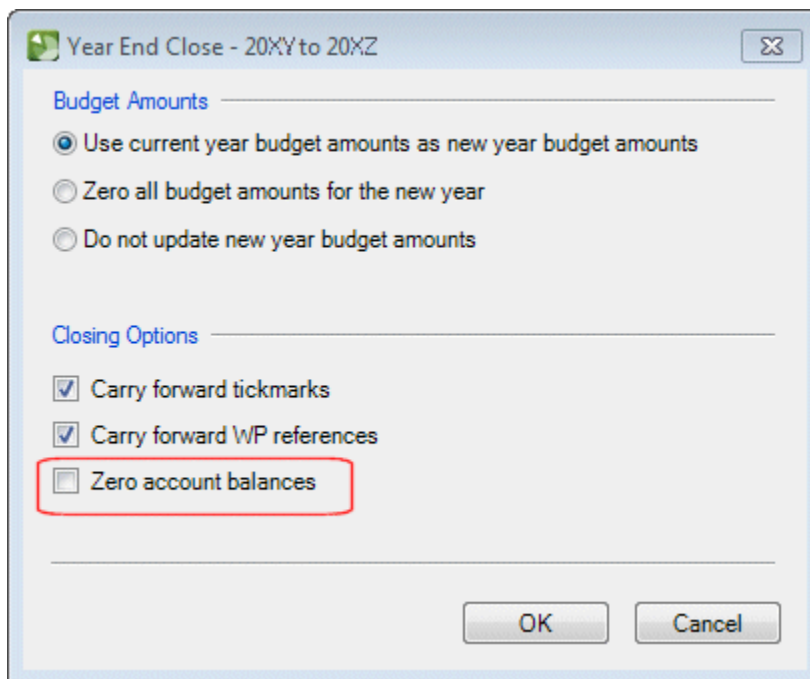 Year End Close - 20XY to 20XZ
Budget Amounts
Use current year budget amounts as new year budget amounts
Zero all budget amounts for the new year
Do not update new year budget amounts
Closing Options
Carry forward tickmarks
Carry forward WP references
Zero account balances
OK Cancel